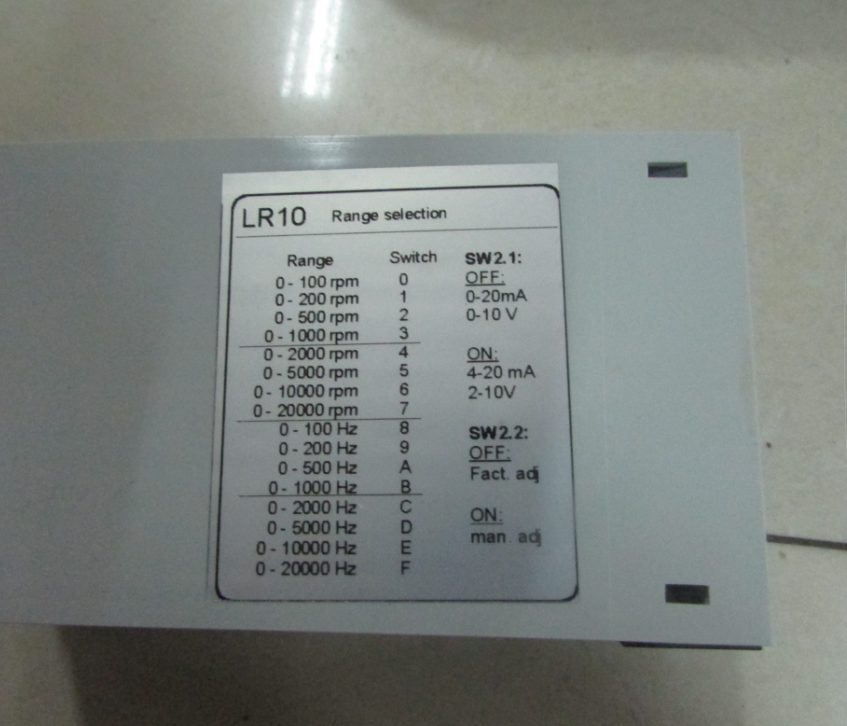 LR10 Range selection
Range Switch
0 - 100 rpm 0
0 - 200 rpm 1
0 - 500 rpm 2
0 - 1000 rpm 3
0 - 2000 rpm 4
0 - 5000 rpm 5
0 - 10000 rpm 6
0 - 20000 rpm 7
0 - 100 Hz 8
0 - 200 Hz 9
0 - 500 Hz A
0 - 1000 Hz B
0 - 2000 Hz C
0 - 5000 Hz D
0 - 10000 Hz E
0 - 20000 Hz F
SW2.1:
OFF:
0-20mA
0-10 V
ON:
4-20 mA
2-10V
SW2.2:
OFF:
Fact. adj
ON:
man. adj